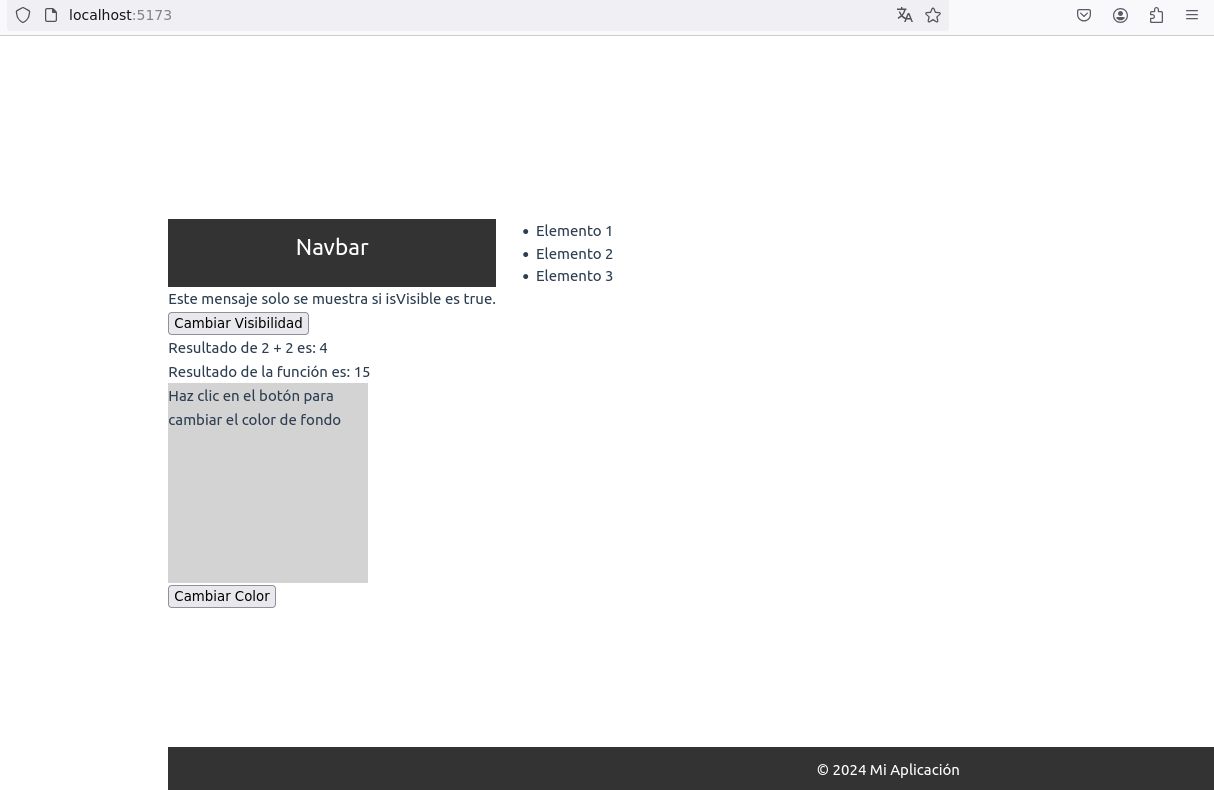 localhost:5173
Navbar
Este mensaje solo se muestra si isVisible es true.
Cambiar Visibilidad
Resultado de 2 + 2 es: 4
Resultado de la función es: 15
Haz clic en el botón para
cambiar el color de fondo
Cambiar Color
Elemento 1
Elemento 2
Elemento 3
© 2024 Mi Aplicación